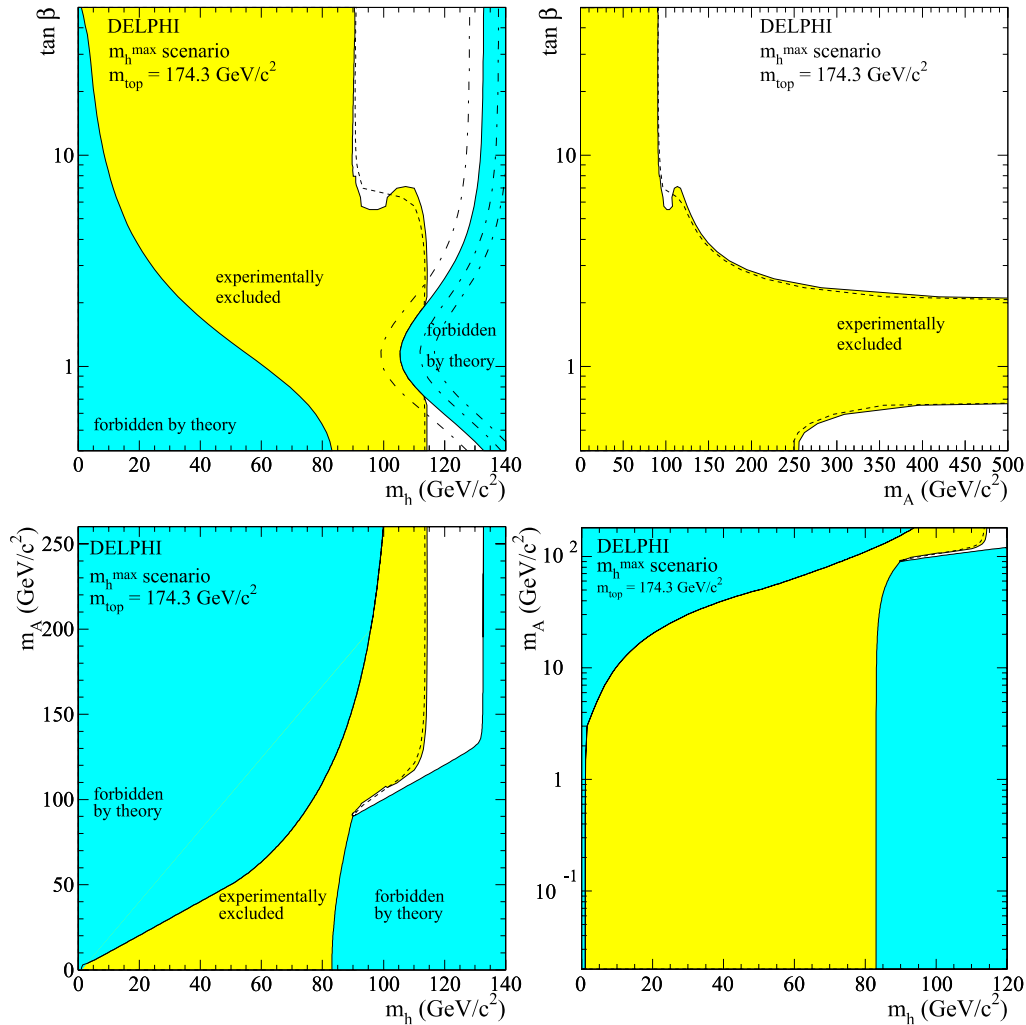 DELPHI
m_h^max scenario
m_top = 174.3 GeV/c²
tan β
10
1
experimentally
excluded
forbidden
by theory
forbidden by theory
0 20 40 60 80 100 120 140
m_h (GeV/c²)
DELPHI
m_h^max scenario
m_top = 174.3 GeV/c²
tan β
10
1
experimentally
excluded
0 50 100 150 200 250 300 350 400 450 500
m_A (GeV/c²)
DELPHI
m_h^max scenario
m_top = 174.3 GeV/c²
m_A (GeV/c²)
250
200
150
100
50
0
forbidden
by theory
experimentally
excluded
forbidden
by theory
0 20 40 60 80 100 120 140
m_h (GeV/c²)
DELPHI
m_h^max scenario
m_top = 174.3 GeV/c²
m_A (GeV/c²)
10²
10
1
10⁻¹
0 20 40 60 80 100 120
m_h (GeV/c²)